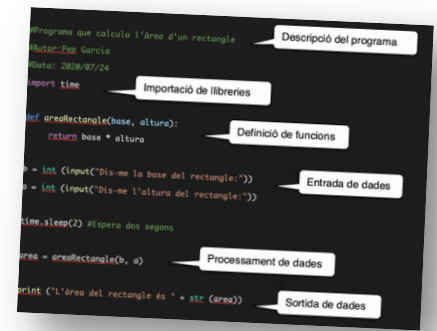 #Programa que calcula l'àrea d'un rectangle
Descripció del programa
#Autor:Pep Garcia
#Data: 2020/07/24
import time
Importació de llibreries
def areaRectangle(base, altura):
Definició de funcions
return base * altura
b = int (input("Dis-me la base del rectangle:"))
Entrada de dades
a = int (input("Dis-me l'altura del rectangle:"))
time.sleep(2) #Espera dos segons
area = areaRectangle(b, a)
Processament de dades
print ("L'àrea del rectangle és " + str (area))
Sortida de dades